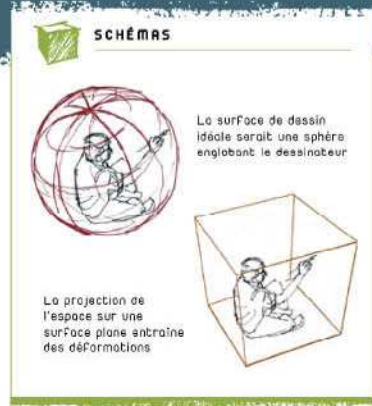 SCHÉMAS
La surface de dessin
idéale serait une sphère
englobant le dessinateur
La projection de
l'espace sur une
surface plane entraîne
des déformations